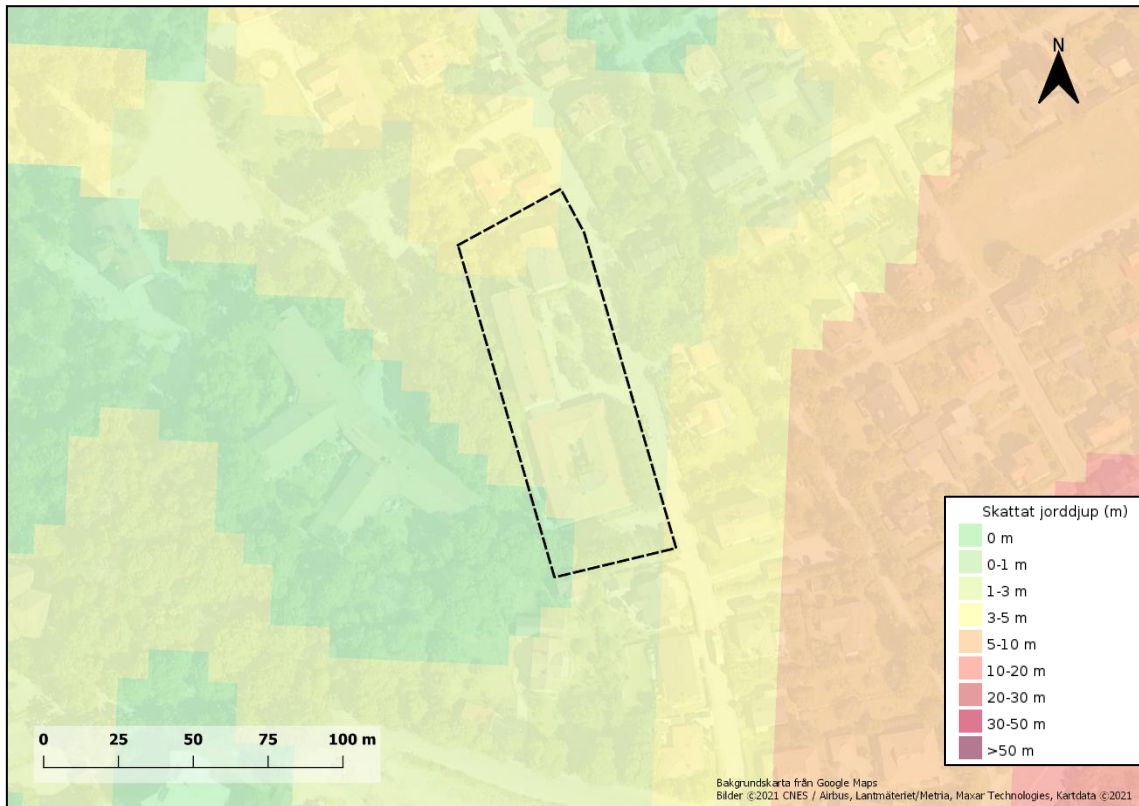 N
Skattat jorddjup (m)
0 m
0-1 m
1-3 m
3-5 m
5-10 m
10-20 m
20-30 m
30-50 m
>50 m
0 25 50 75 100 m
Bakgrundskarta från Google Maps
Bilder ©2021 CNES / Airbus, Lantmäteriet/Metria, Maxar Technologies, Kartdata ©2021